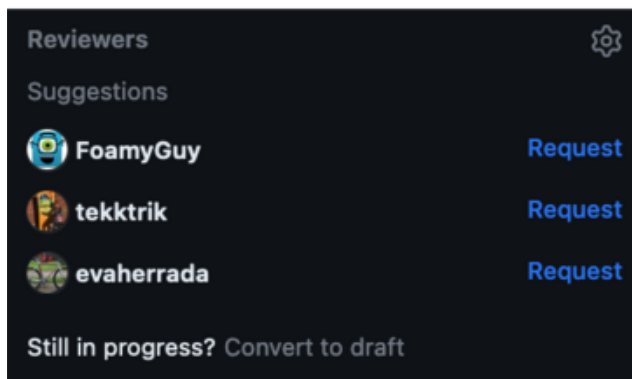 Reviewers
Suggestions
FoamyGuy Request
tekktrik Request
evaherrada Request
Still in progress? Convert to draft